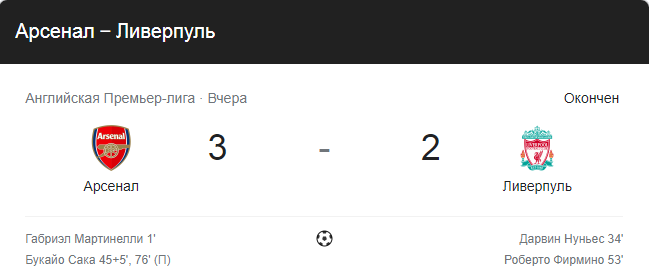 Арсенал – Ливерпуль
Английская Премьер-лига · Вчера
Окончен
Arsenal
3 - 2
LIVERPOOL
Арсенал
Ливерпуль
Габриэл Мартинелли 1'
Дарвин Нуньес 34'
Букайо Сака 45+5', 76' (П)
Роберто Фирмино 53'